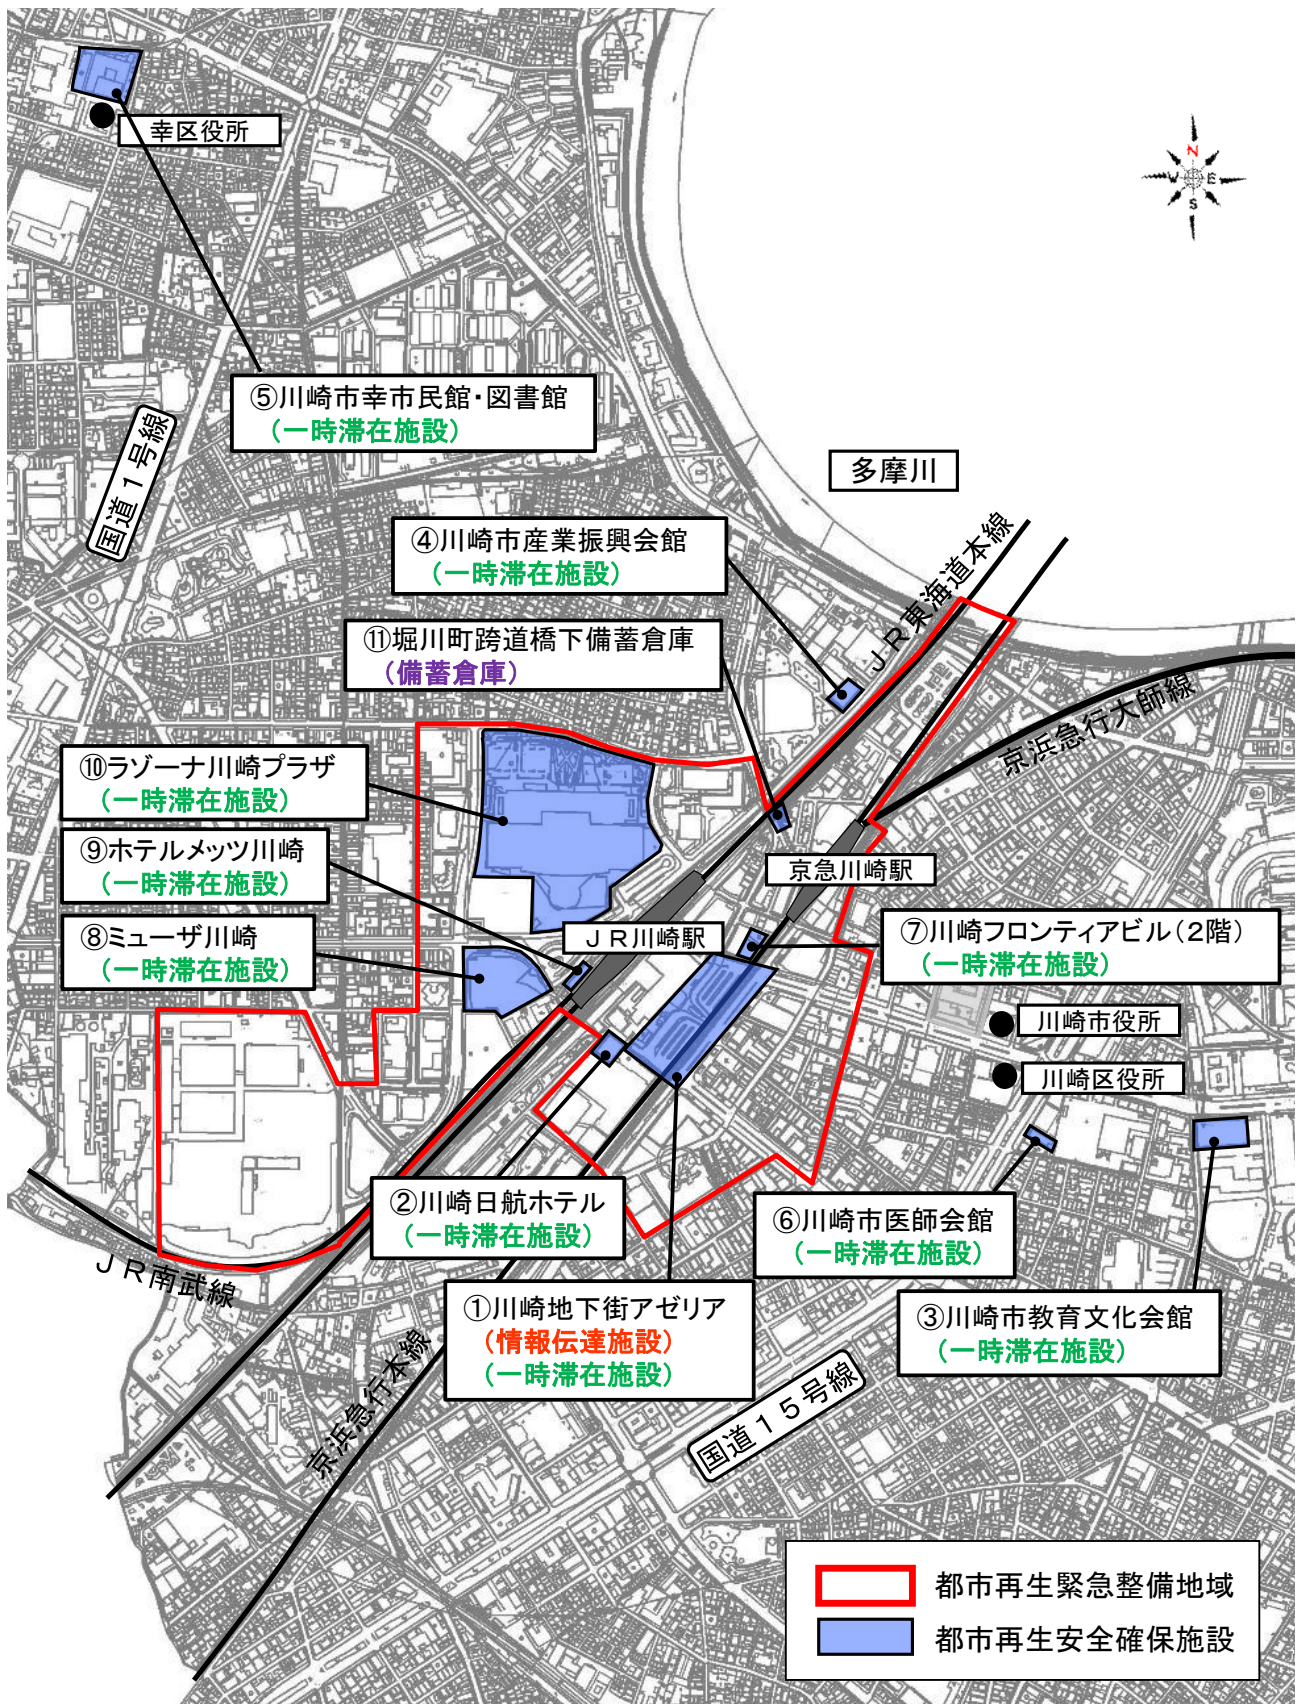 幸区役所
N
W E
S
⑤川崎市幸市民館・図書館
(一時滞在施設)
国道1号線
多摩川
④川崎市産業振興会館
(一時滞在施設)
JR東海道本線
⑪堀川町跨道橋下備蓄倉庫
(備蓄倉庫)
京浜急行大師線
⑩ラゾーナ川崎プラザ
(一時滞在施設)
⑨ホテルメッツ川崎
(一時滞在施設)
京急川崎駅
⑧ミューザ川崎
(一時滞在施設)
JR川崎駅
⑦川崎フロンティアビル(2階)
(一時滞在施設)
川崎市役所
川崎区役所
②川崎日航ホテル
(一時滞在施設)
⑥川崎市医師会館
(一時滞在施設)
JR南武線
①川崎地下街アゼリア
(情報伝達施設)
(一時滞在施設)
③川崎市教育文化会館
(一時滞在施設)
京浜急行本線
国道15号線
都市再生緊急整備地域
都市再生安全確保施設